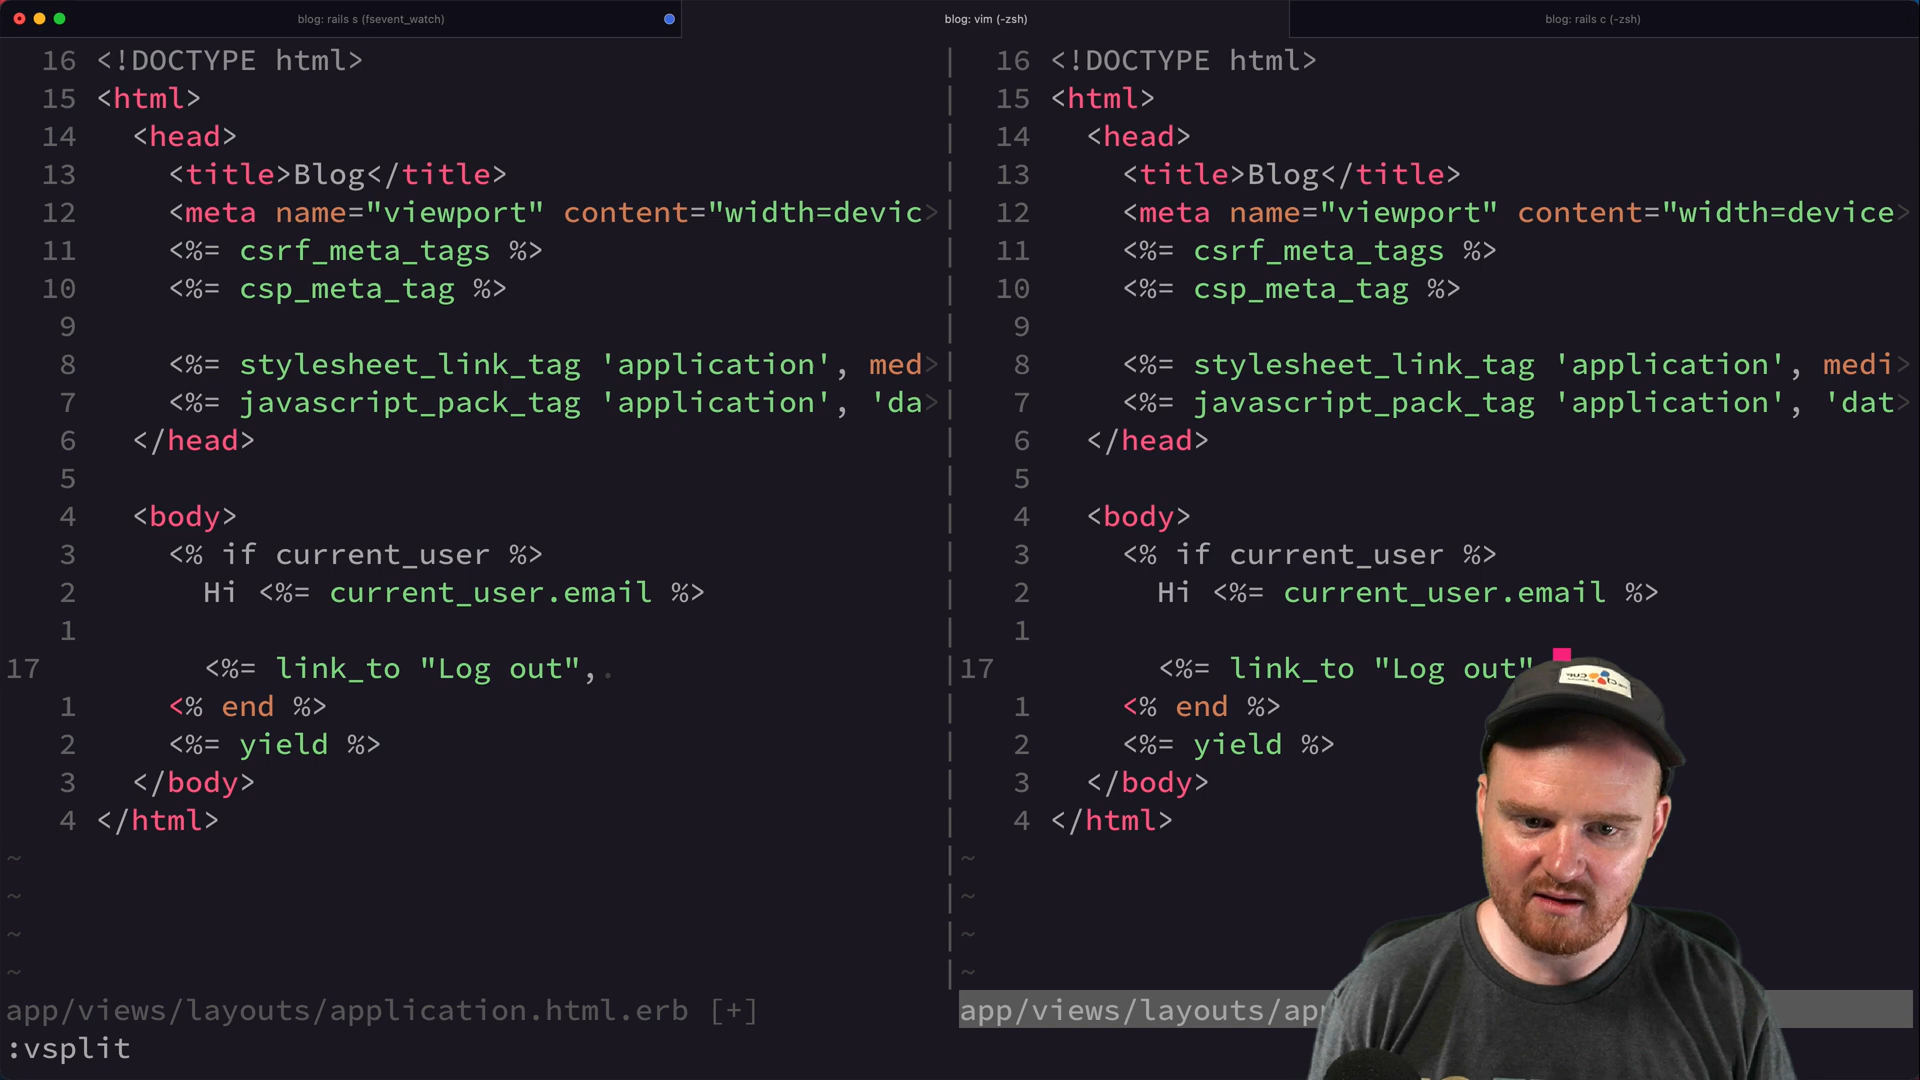 blog: rails s (fsevent_watch)
blog: vim (-zsh)
blog: rails c (-zsh)
16 <!DOCTYPE html>
15 <html>
14 <head>
13 <title>Blog</title>
12 <meta name="viewport" content="width=devic>
11 <%= csrf_meta_tags %>
10 <%= csp_meta_tag %>
9
8 <%= stylesheet_link_tag 'application', med>
7 <%= javascript_pack_tag 'application', 'da>
6 </head>
5
4 <body>
3 <% if current_user %>
2 Hi <%= current_user.email %>
1
17 <%= link_to "Log out",.
1 <% end %>
2 <%= yield %>
3 </body>
4 </html>
~
~
~
~
app/views/layouts/application.html.erb [+]
:vsplit
16 <!DOCTYPE html>
15 <html>
14 <head>
13 <title>Blog</title>
12 <meta name="viewport" content="width=device>
11 <%= csrf_meta_tags %>
10 <%= csp_meta_tag %>
9
8 <%= stylesheet_link_tag 'application', medi>
7 <%= javascript_pack_tag 'application', 'dat>
6 </head>
5
4 <body>
3 <% if current_user %>
2 Hi <%= current_user.email %>
1
17 <%= link_to "Log out"
1 <% end %>
2 <%= yield %>
3 </body>
4 </html>
~
~
~
~
app/views/layouts/ap